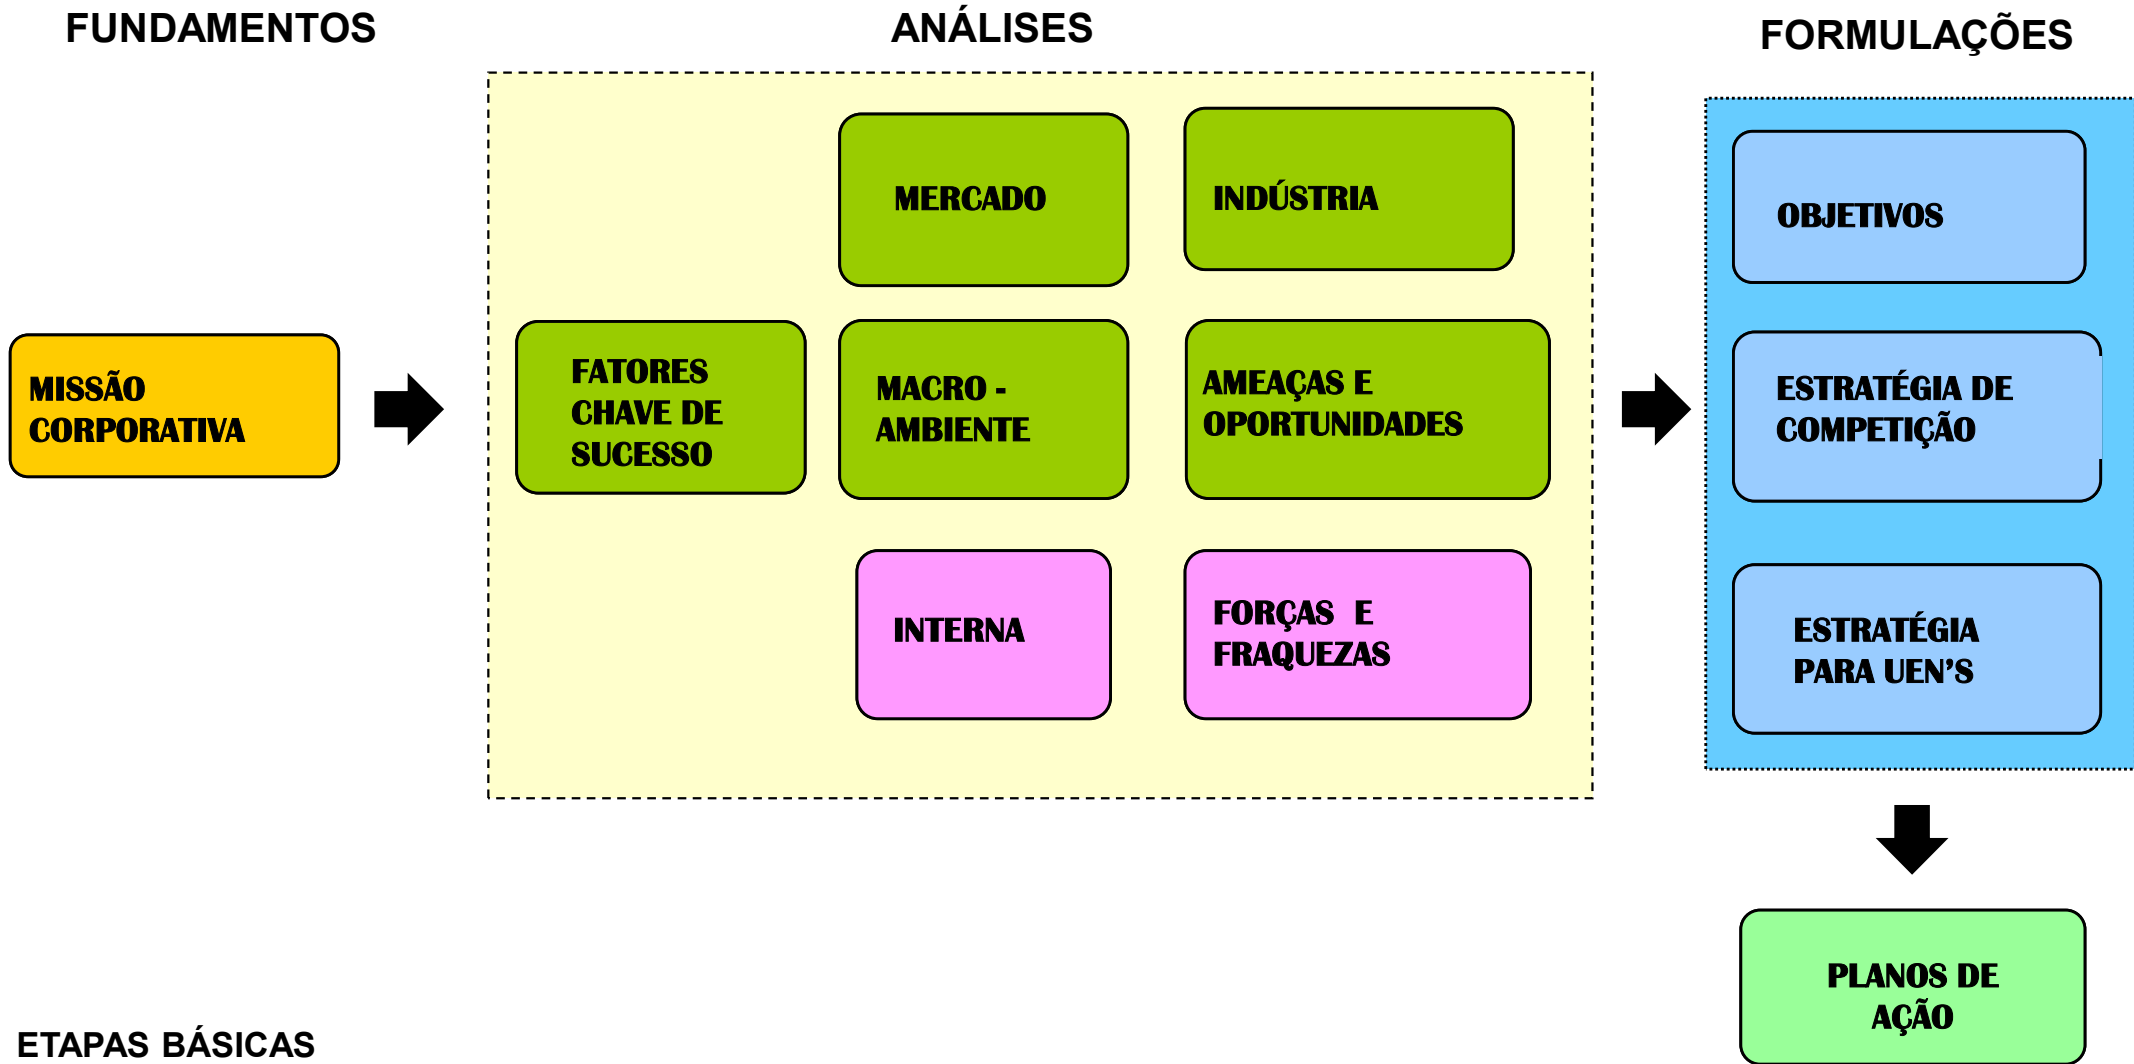 FUNDAMENTOS
ANÁLISES
FORMULAÇÕES
MISSÃO
CORPORATIVA
FATORES
CHAVE DE
SUCESSO
MERCADO
INDÚSTRIA
MACRO -
AMBIENTE
AMEAÇAS E
OPORTUNIDADES
INTERNA
FORÇAS E
FRAQUEZAS
OBJETIVOS
ESTRATÉGIA DE
COMPETIÇÃO
ESTRATÉGIA
PARA UEN’S
PLANOS DE
AÇÃO
ETAPAS BÁSICAS